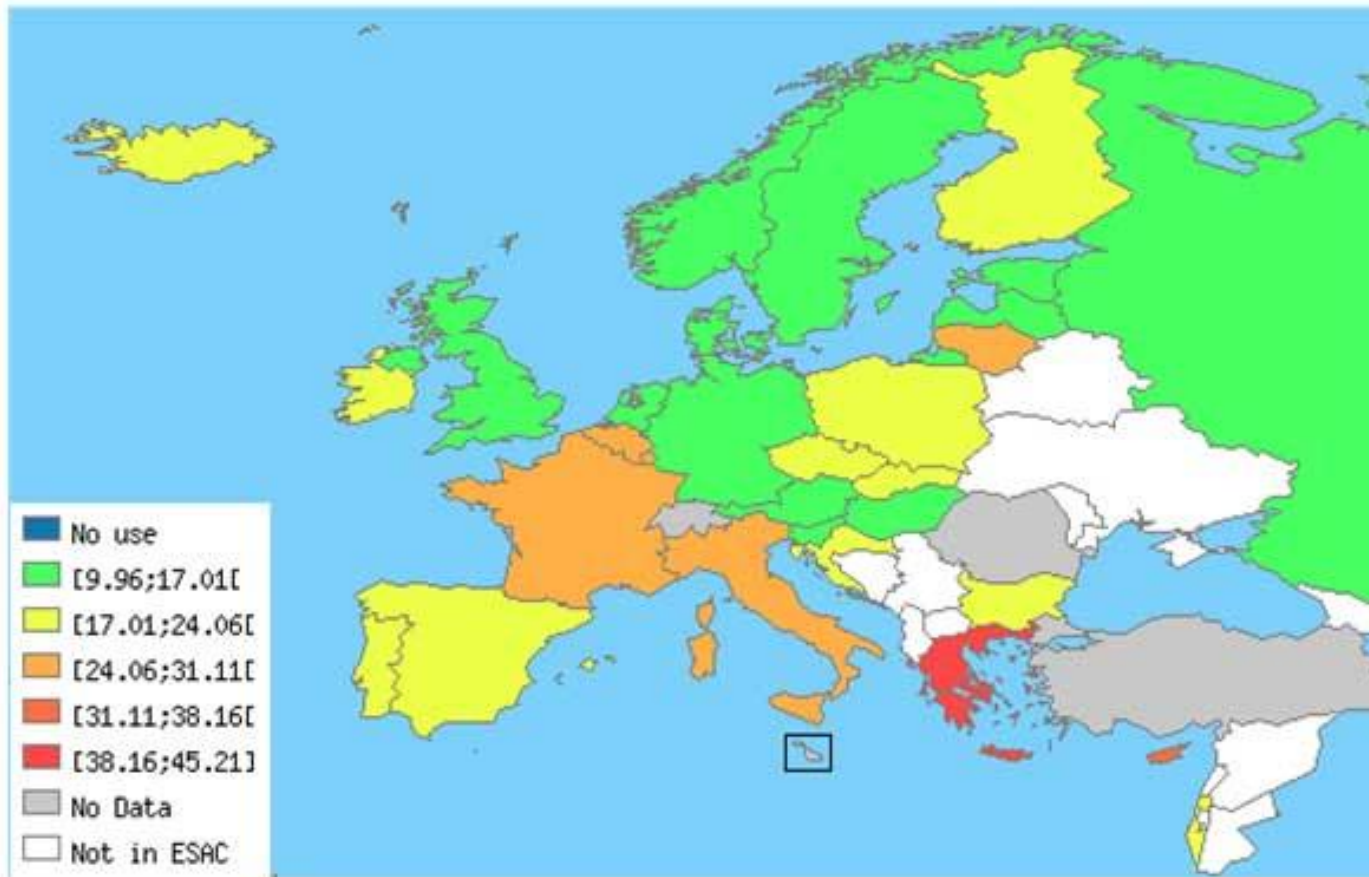 No use
[9.96;17.01[
[17.01;24.06[
[24.06;31.11[
[31.11;38.16[
[38.16;45.21]
No Data
Not in ESAC